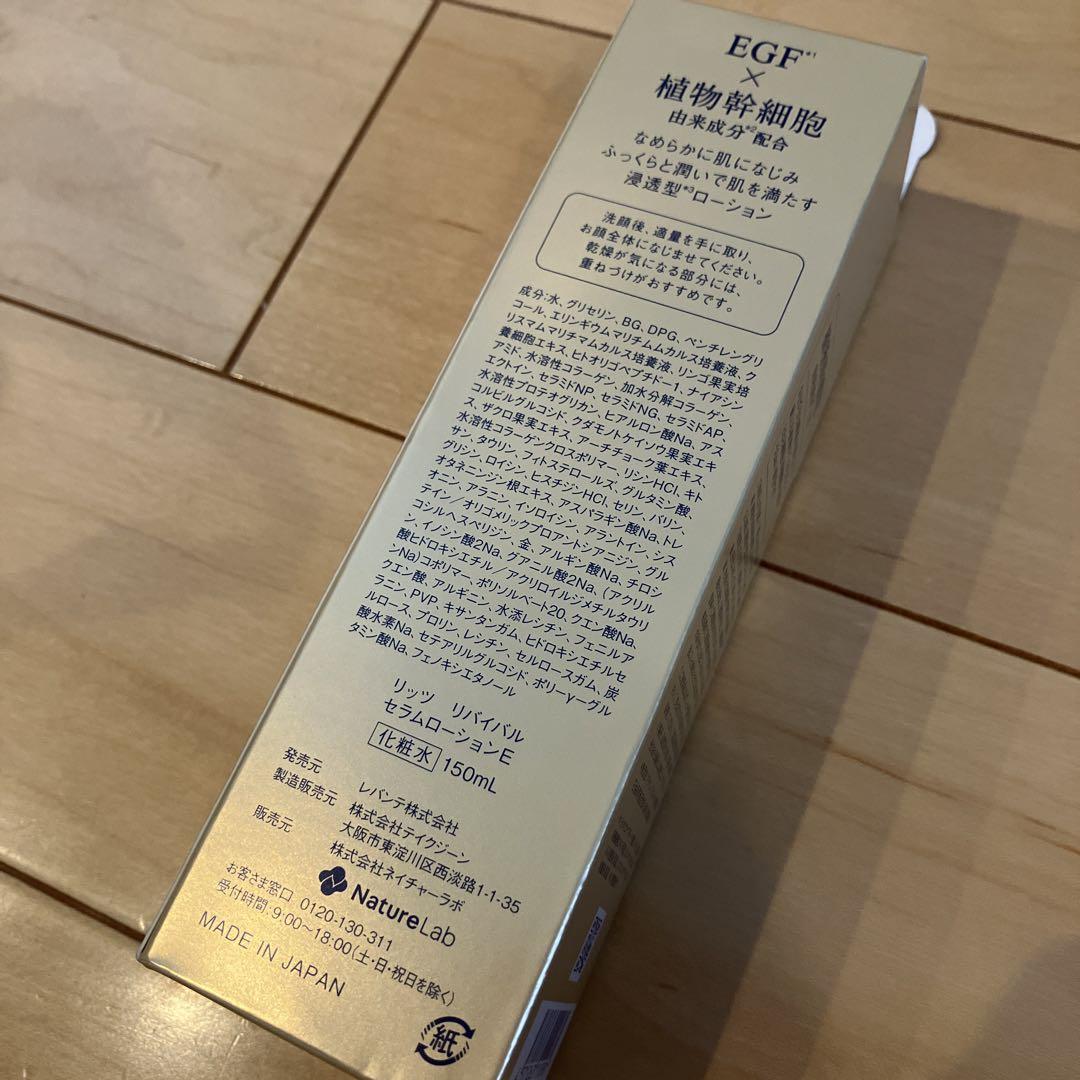 EGF*1
×
植物幹細胞
由来成分*2配合
なめらかに肌になじみ
ふっくらと潤いで肌を満たす
浸透型*3ローション
洗顔後、適量を手に取り、
お顔全体になじませてください。
乾燥が気になる部分には、
重ねづけがおすすめです。
成分:水、グリセリン、BG、DPG、ペンチレングリ
コール、エリンギウムマリチムムカルス培養液、ク
リスマムマリチマムカルス培養液、リンゴ果実培
養細胞エキス、ヒトオリゴペプチド-1、ナイアシン
アミド、水溶性コラーゲン、加水分解コラーゲン、
エクトイン、セラミドNP、セラミドNG、セラミドAP、
水溶性プロテオグリカン、ヒアルロン酸Na、アス
コルビルグルコシド、クダモノトケイソウ果実エキ
ス、ザクロ果実エキス、アーチチョーク葉エキス、
水溶性コラーゲンクロスポリマー、リシンHCl、キト
サン、タウリン、フィトステロールズ、グルタミン酸、
グリシン、ロイシン、ヒスチジンHCl、セリン、バリン、
オタネニンジン根エキス、アスパラギン酸Na、トレ
オニン、アラニン、イソロイシン、アラントイン、シス
テイン/オリゴメリックプロアントシアニジン、グル
コシルヘスペリジン、金、アルギン酸Na、チロシ
ン、イノシン酸2Na、グアニル酸2Na、(アクリル
酸ヒドロキシエチル/アクリロイルジメチルタウリ
ンNa)コポリマー、ポリソルベート20、クエン酸Na、
クエン酸、アルギニン、水添レシチン、フェニルア
ラニン、PVP、キサンタンガム、ヒドロキシエチルセ
ルロース、プロリン、レシチン、セルロースガム、炭
酸水素Na、セテアリルグルコシド、ポリ-γ-グル
タミン酸Na、フェノキシエタノール
リッツ リバイバル
セラムローションE
化粧水 150mL
発売元 レバンテ株式会社
製造販売元 株式会社テイクジーン
大阪市東淀川区西淡路1-1-35
販売元 株式会社ネイチャーラボ
NatureLab
お客さま窓口 0120-130-311
受付時間:9:00~18:00(土・日・祝日を除く)
MADE IN JAPAN
紙